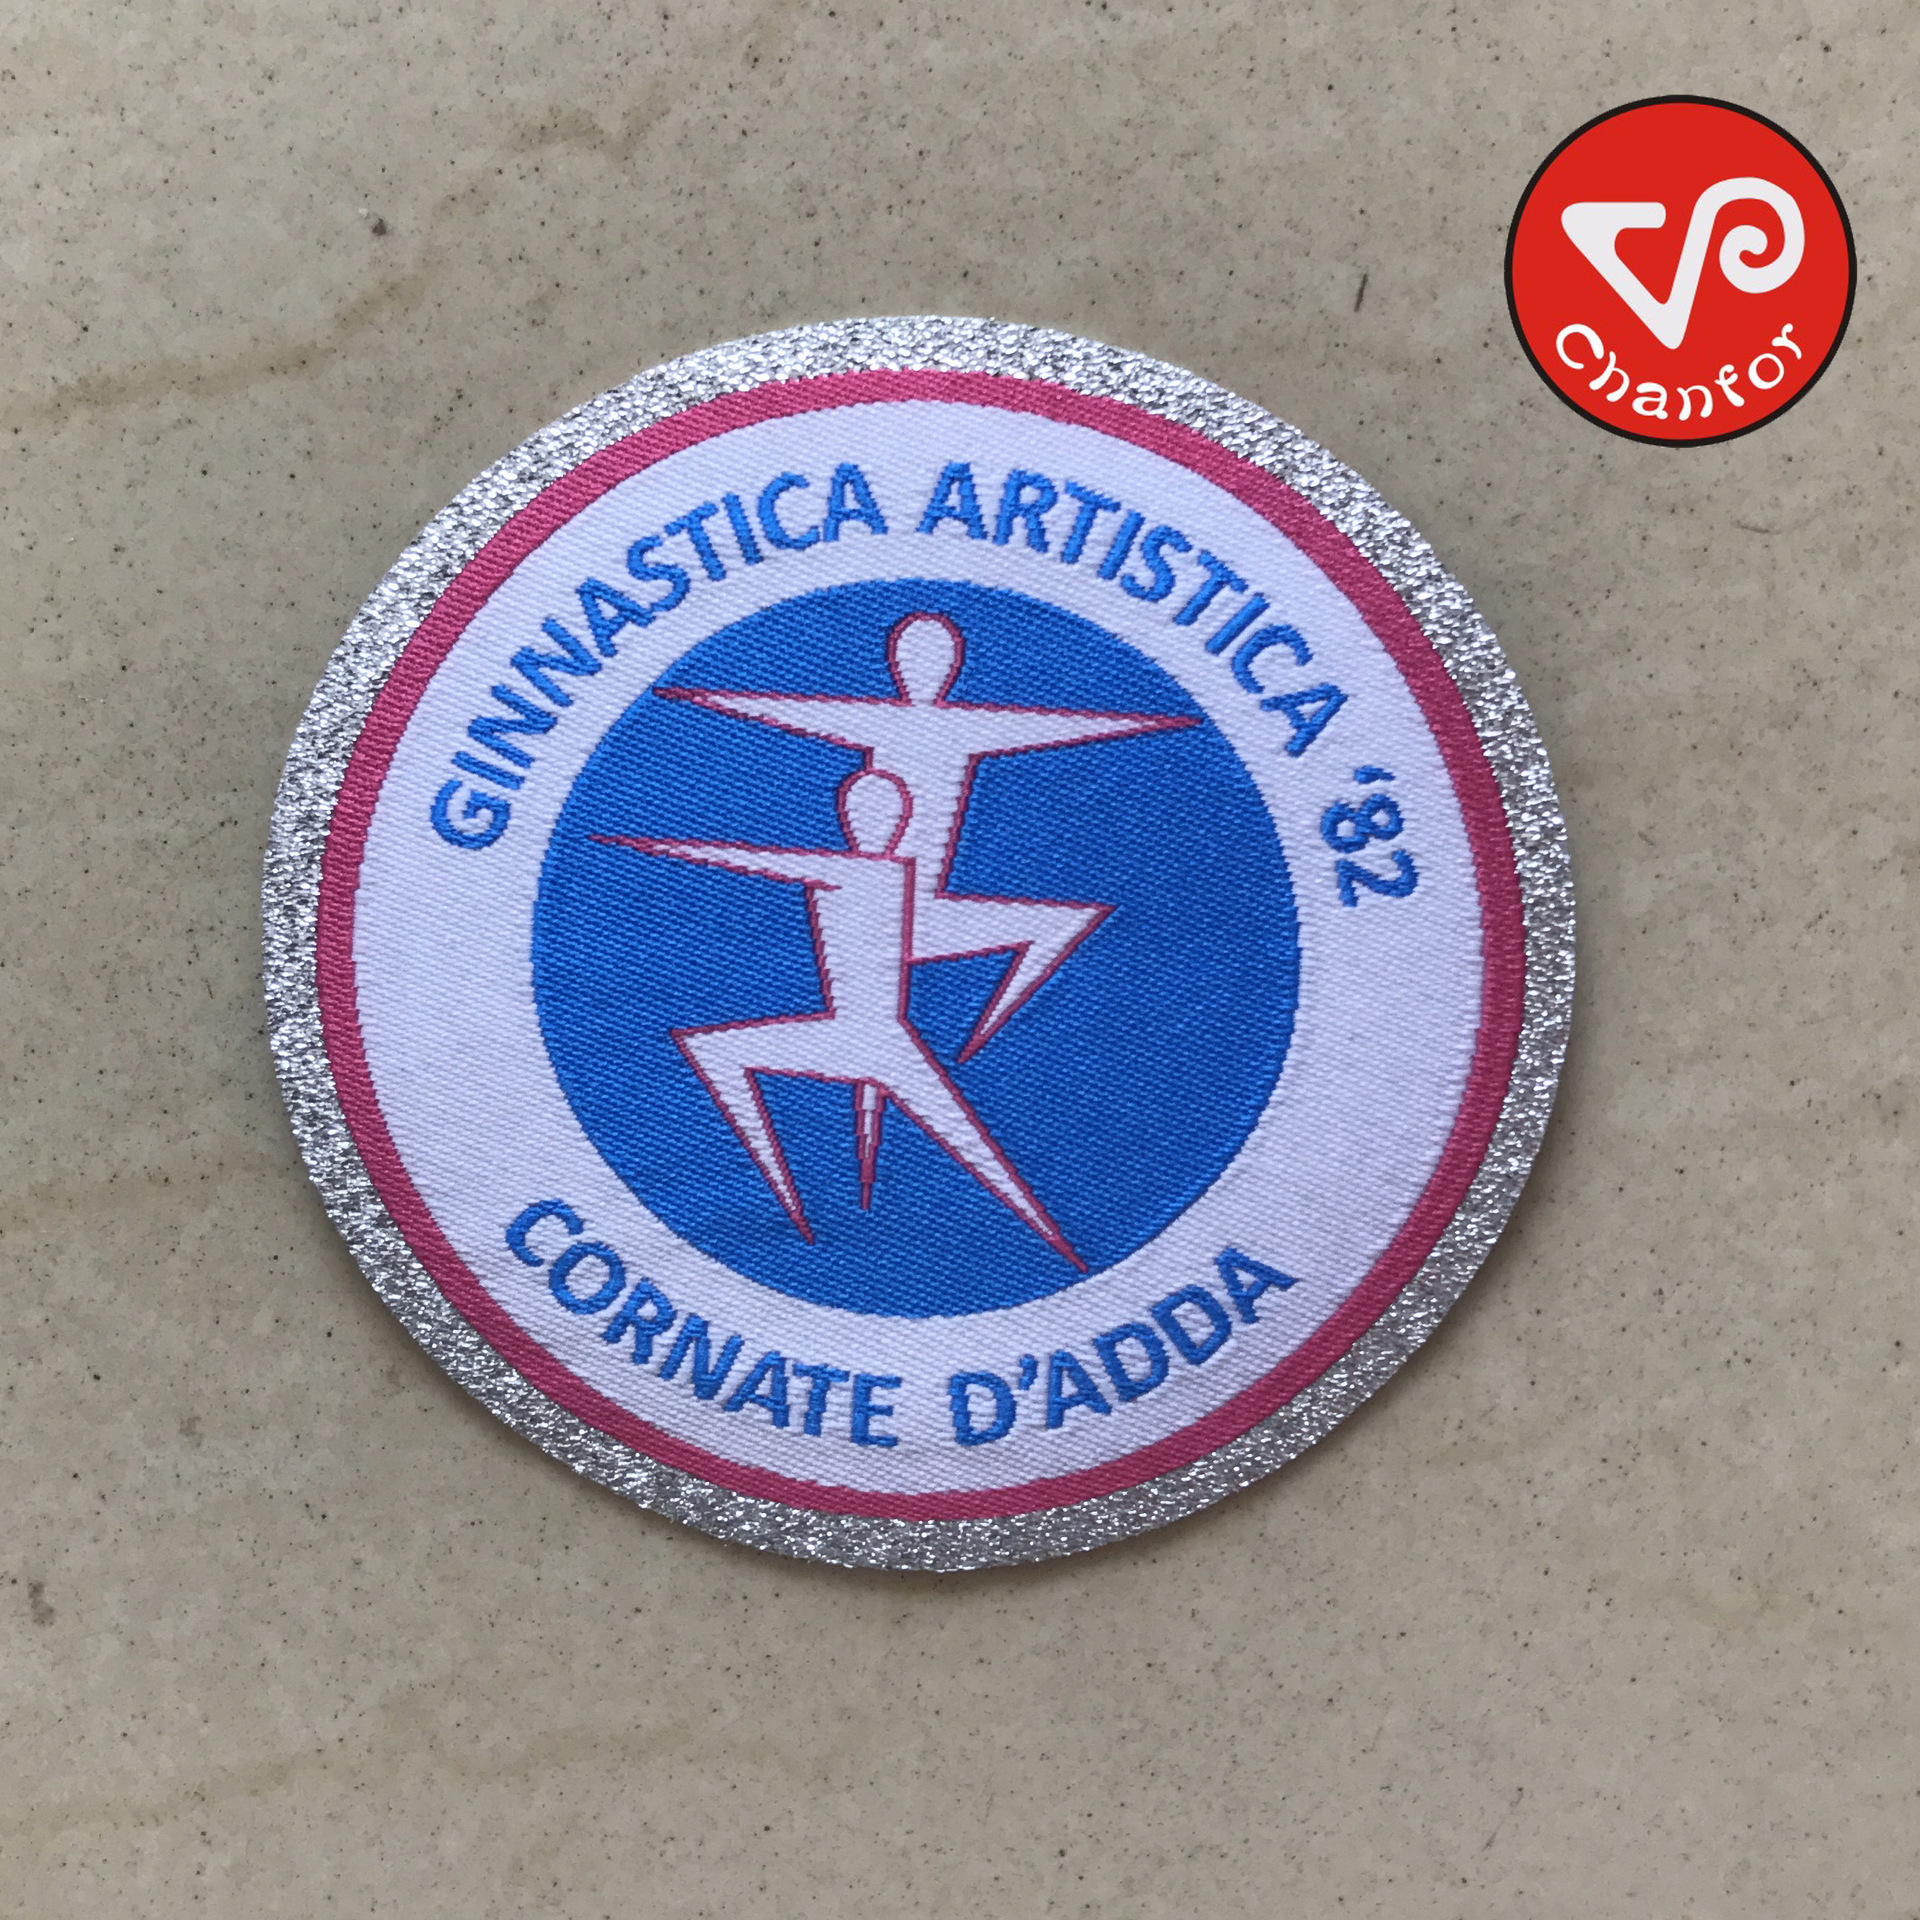 Chanfor
GINNASTICA ARTISTICA '82
CORNATE D'ADDA